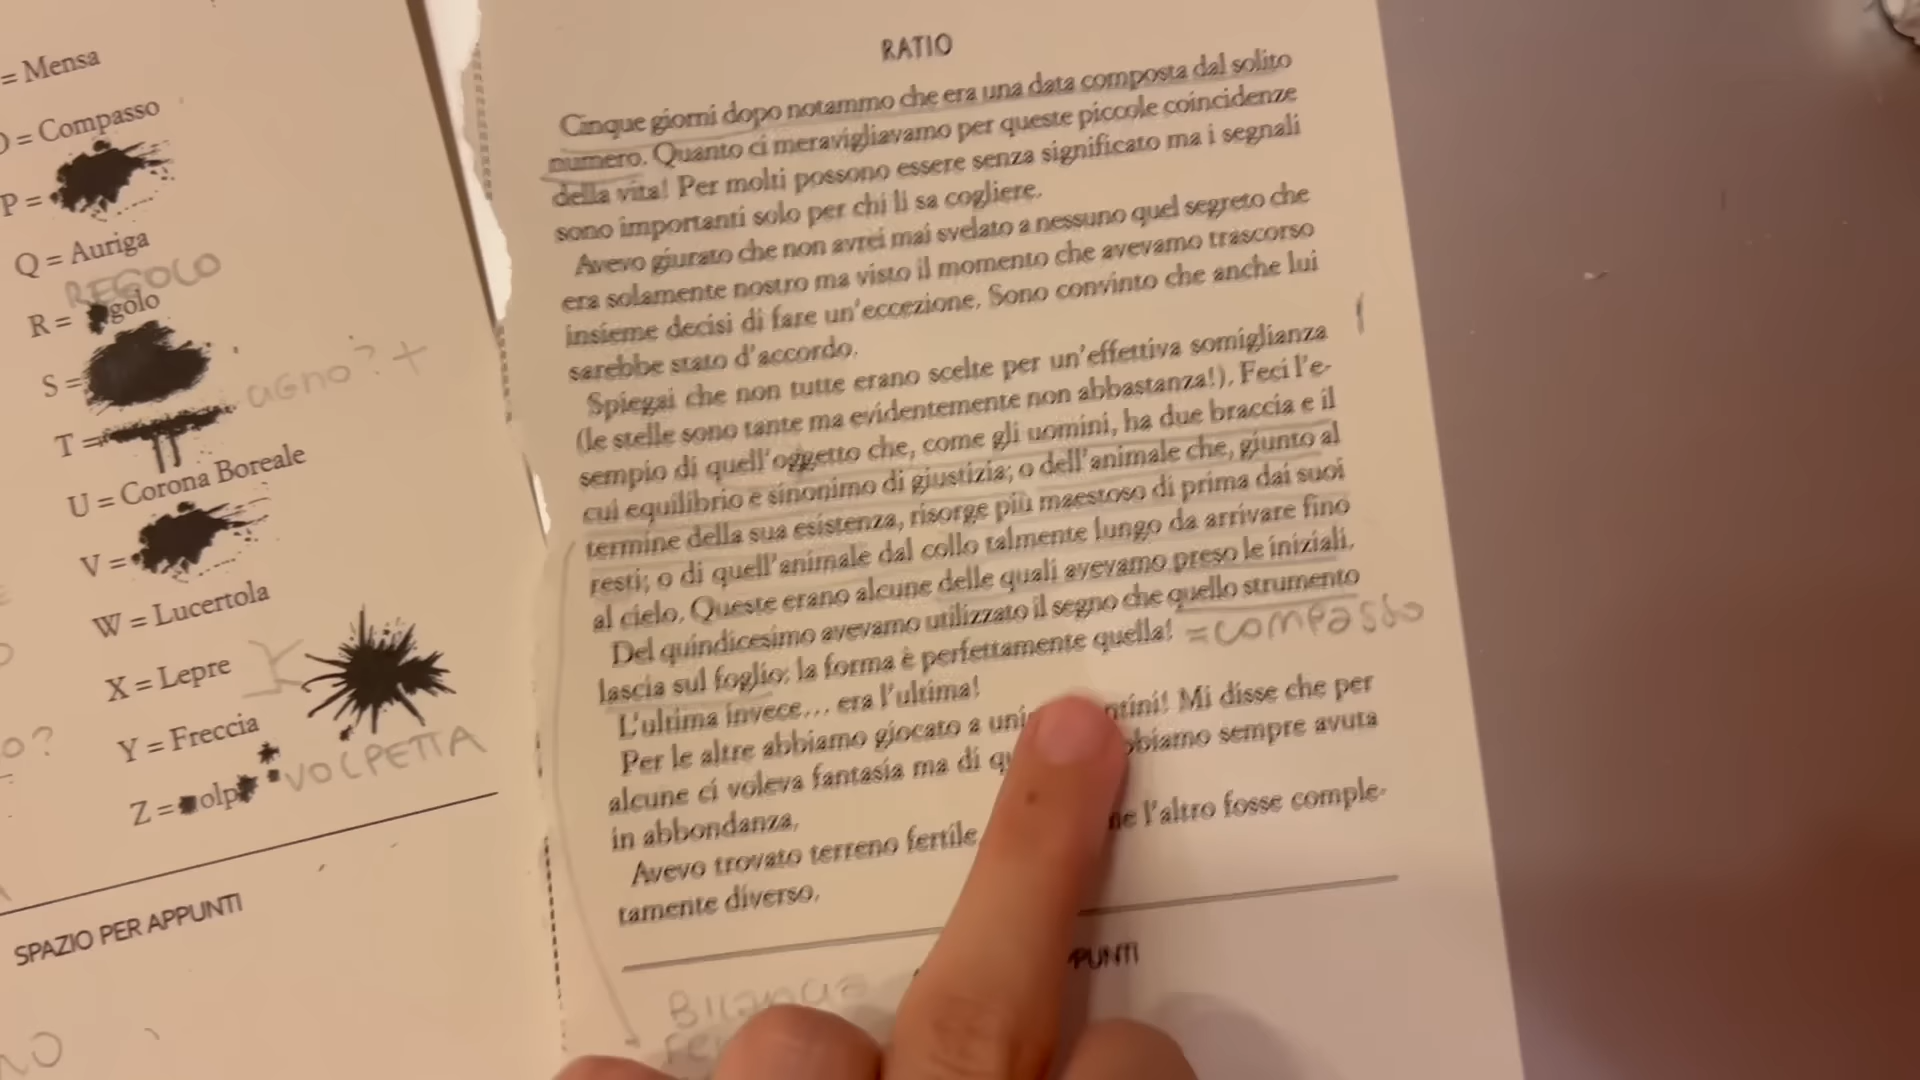 = Mensa
O = Compasso
P =
Q = Auriga
REGOLO
R = golo
S =
agno? +
T =
U = Corona Boreale
V =
W = Lucertola
X = Lepre
Y = Freccia
Z = olp
VOLPETTA
SPAZIO PER APPUNTI
RATIO
Cinque giorni dopo notammo che era una data composta dal solito
numero. Quanto ci meravigliavamo per queste piccole coincidenze
della vita! Per molti possono essere senza significato ma i segnali
sono importanti solo per chi li sa cogliere.
Avevo giurato che non avrei mai svelato a nessuno quel segreto che
era solamente nostro ma visto il momento che avevamo trascorso
insieme decisi di fare un'eccezione. Sono convinto che anche lui
sarebbe stato d'accordo.
Spiegai che non tutte erano scelte per un'effettiva somiglianza
(le stelle sono tante ma evidentemente non abbastanza!). Feci l'e-
sempio di quell'oggetto che, come gli uomini, ha due braccia e il
cui equilibrio è sinonimo di giustizia; o dell'animale che, giunto al
termine della sua esistenza, risorge più maestoso di prima dai suoi
resti; o di quell'animale dal collo talmente lungo da arrivare fino
al cielo. Queste erano alcune delle quali avevamo preso le iniziali.
Del quindicesimo avevamo utilizzato il segno che quello strumento
lascia sul foglio: la forma è perfettamente quella! = COMPASSO
L'ultima invece... era l'ultima!
Per le altre abbiamo giocato a uni ntini! Mi disse che per
alcune ci voleva fantasia ma di qu bbiamo sempre avuta
in abbondanza.
Avevo trovato terreno fertile, ne l'altro fosse comple-
tamente diverso.
PUNTI
BILANCIA